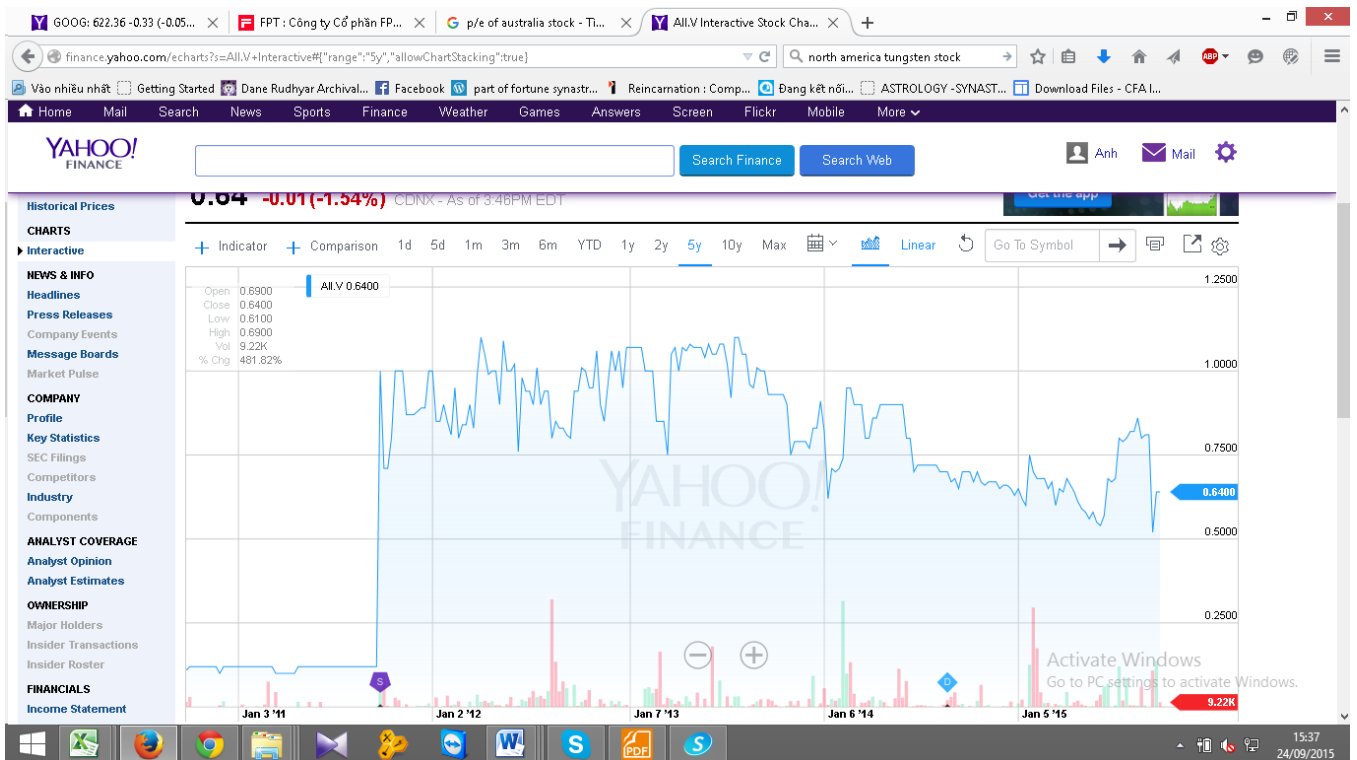 GOOG: 622.36 -0.33 (-0.05... × FPT : Công ty Cổ phần FP... × p/e of australia stock - Tì... × All.V Interactive Stock Cha... × +
finance.yahoo.com/echarts?s=All.V+Interactive#{"range":"5y","allowChartStacking":true} north america tungsten stock ABP
Vào nhiều nhất Getting Started Dane Rudhyar Archival... Facebook part of fortune synastr... Reincarnation : Comp... Đang kết nối... ASTROLOGY -SYNAST... Download Files - CFA I...
Home Mail Search News Sports Finance Weather Games Answers Screen Flickr Mobile More
YAHOO!
FINANCE
Search Finance Search Web Anh Mail
0.64 -0.01(-1.54%) CDNX - As of 3:46PM EDT Get the app
Historical Prices
CHARTS
Interactive
NEWS & INFO
Headlines
Press Releases
Company Events
Message Boards
Market Pulse
COMPANY
Profile
Key Statistics
SEC Filings
Competitors
Industry
Components
ANALYST COVERAGE
Analyst Opinion
Analyst Estimates
OWNERSHIP
Major Holders
Insider Transactions
Insider Roster
FINANCIALS
Income Statement
+ Indicator + Comparison 1d 5d 1m 3m 6m YTD 1y 2y 5y 10y Max Linear Go To Symbol
All.V 0.6400
Open 0.6900
Close 0.6400
Low 0.6100
High 0.6900
Vol 9.22K
% Chg 481.82%
1.2500
1.0000
0.7500
0.6400
0.5000
0.2500
9.22K
YAHOO!
FINANCE
S
D
Jan 3 '11 Jan 2 '12 Jan 7 '13 Jan 6 '14 Jan 5 '15
Activate Windows
Go to PC settings to activate Windows.
PDF
15:37
24/09/2015